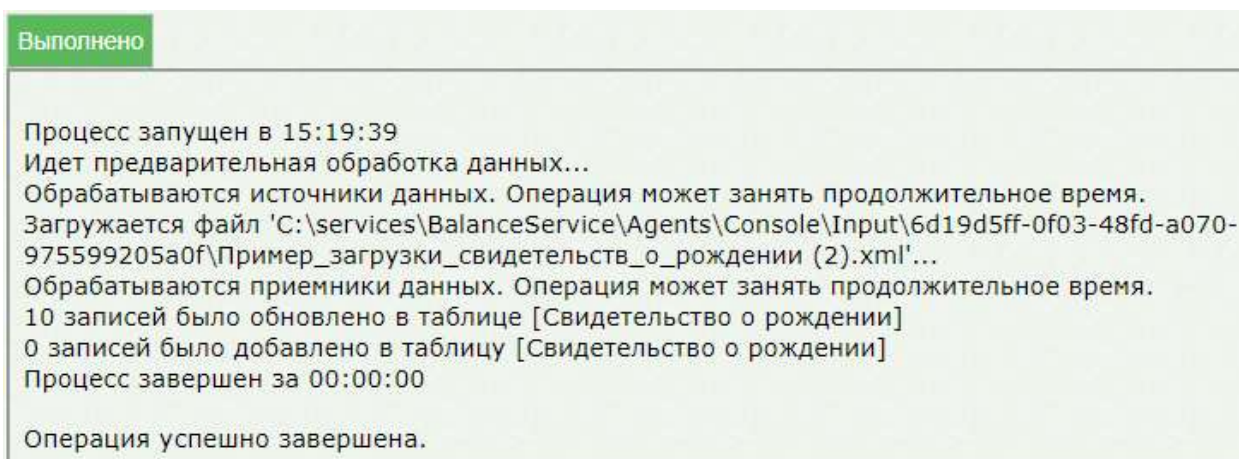 Выполнено
Процесс запущен в 15:19:39
Идет предварительная обработка данных...
Обрабатываются источники данных. Операция может занять продолжительное время.
Загружается файл 'C:\services\BalanceService\Agents\Console\Input\6d19d5ff-0f03-48fd-a070-
975599205a0f\Пример_загрузки_свидетельств_о_рождении (2).xml'...
Обрабатываются приемники данных. Операция может занять продолжительное время.
10 записей было обновлено в таблице [Свидетельство о рождении]
0 записей было добавлено в таблицу [Свидетельство о рождении]
Процесс завершен за 00:00:00
Операция успешно завершена.